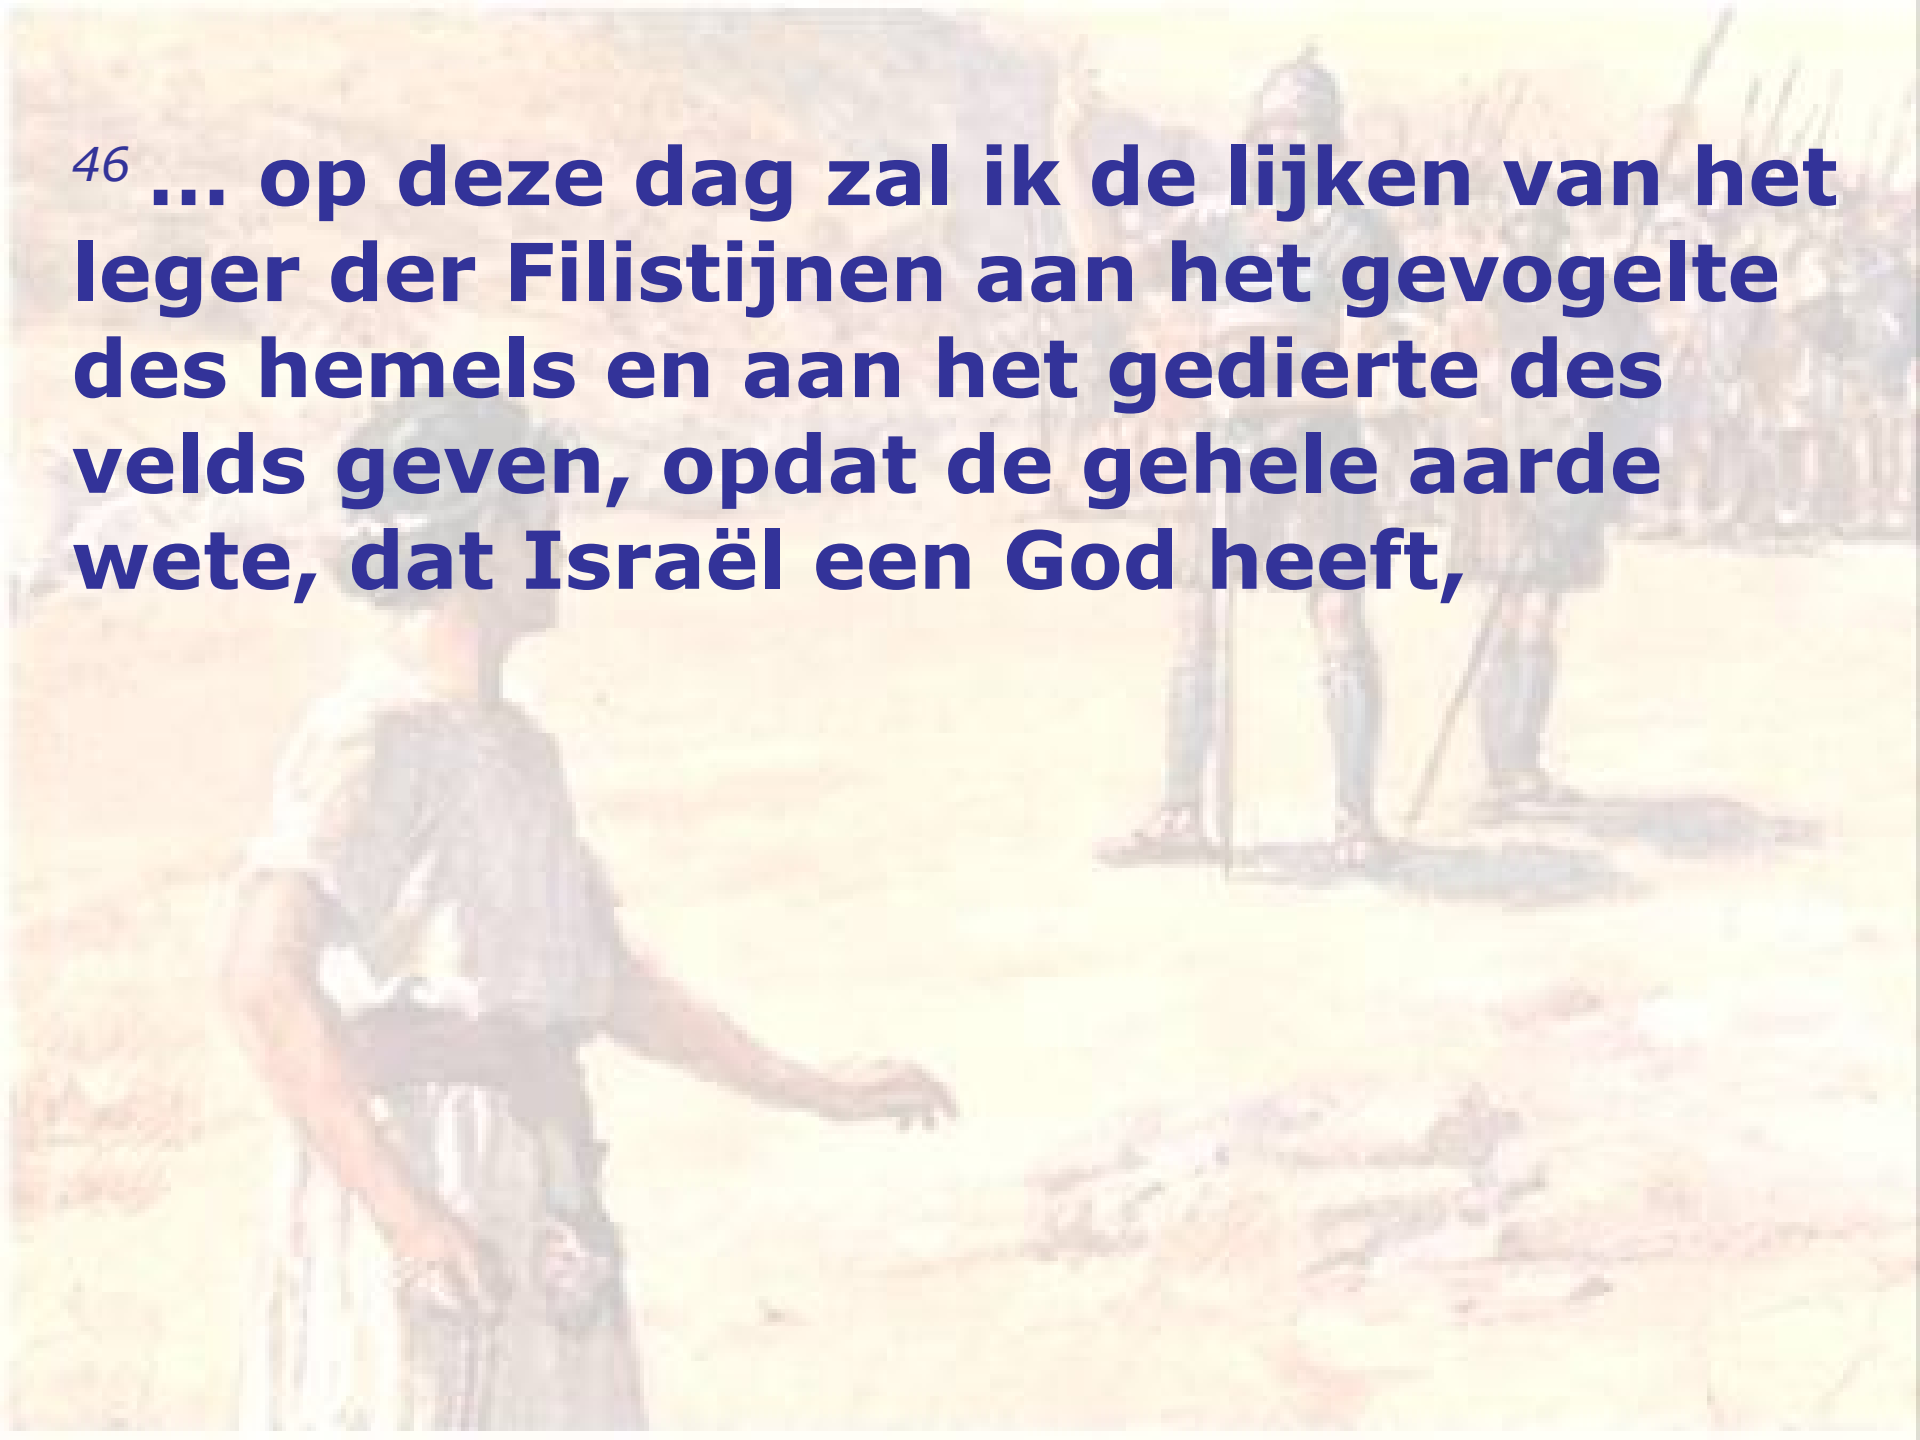 46 ... op deze dag zal ik de lijken van het
leger der Filistijnen aan het gevogelte
des hemels en aan het gedierte des
velds geven, opdat de gehele aarde
wete, dat Israël een God heeft,